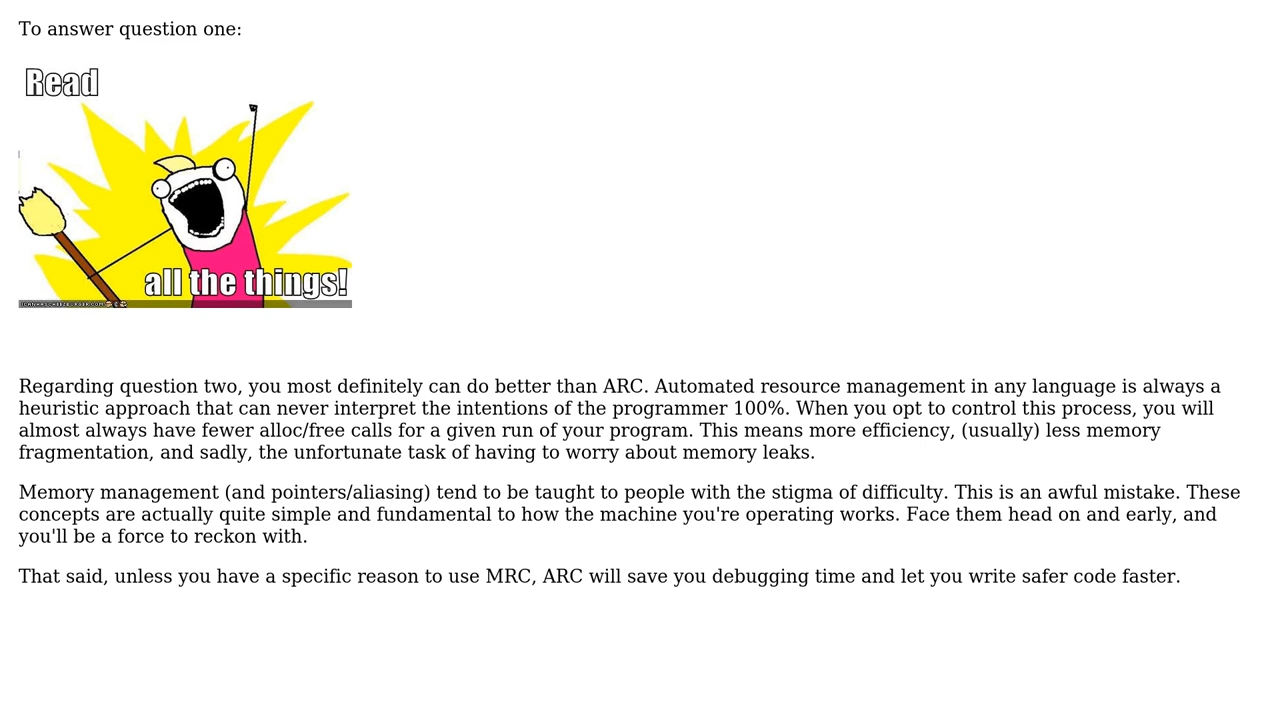 To answer question one:
Read
all the things!
Regarding question two, you most definitely can do better than ARC. Automated resource management in any language is always a
heuristic approach that can never interpret the intentions of the programmer 100%. When you opt to control this process, you will
almost always have fewer alloc/free calls for a given run of your program. This means more efficiency, (usually) less memory
fragmentation, and sadly, the unfortunate task of having to worry about memory leaks.
Memory management (and pointers/aliasing) tend to be taught to people with the stigma of difficulty. This is an awful mistake. These
concepts are actually quite simple and fundamental to how the machine you're operating works. Face them head on and early, and
you'll be a force to reckon with.
That said, unless you have a specific reason to use MRC, ARC will save you debugging time and let you write safer code faster.